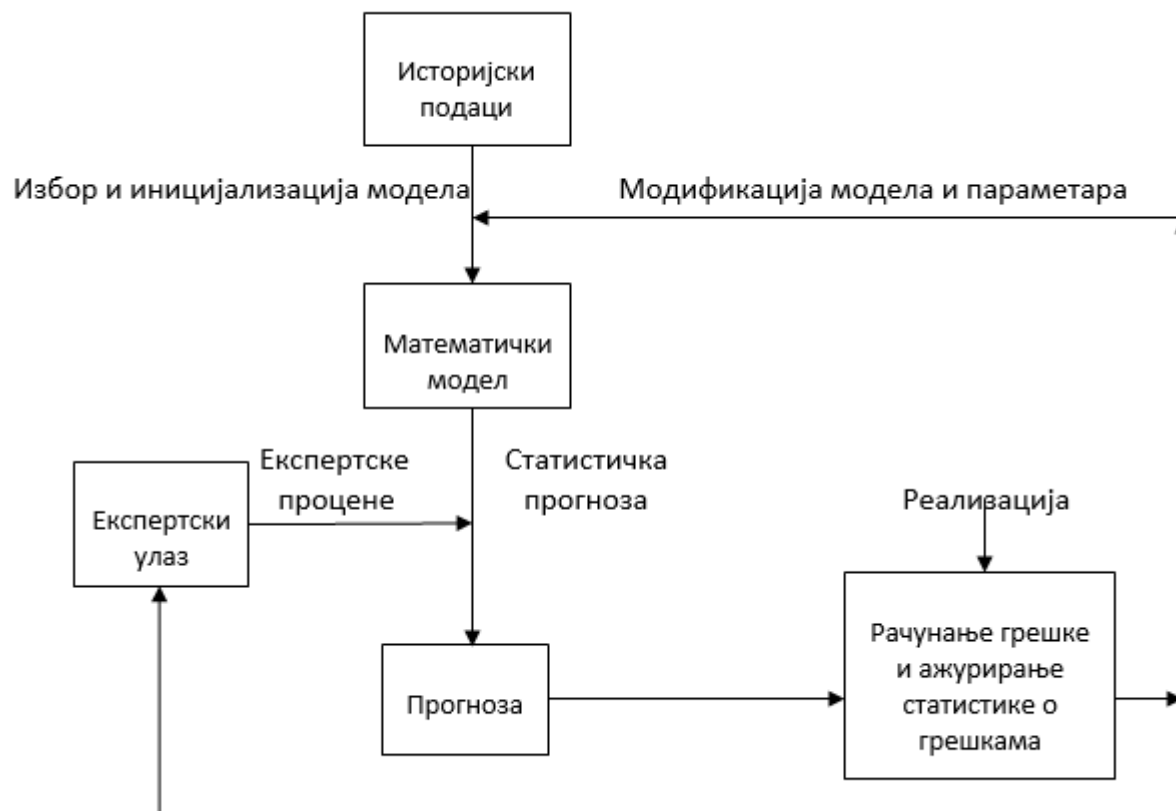 Историјски
подаци
Избор и иницијализација модела
Модификација модела и параметара
Математички
модел
Експертске
процене
Статистичка
прогноза
Експертски
улаз
Реализација
Рачунање грешке
и ажурирање
статистике о
грешкама
Прогноза